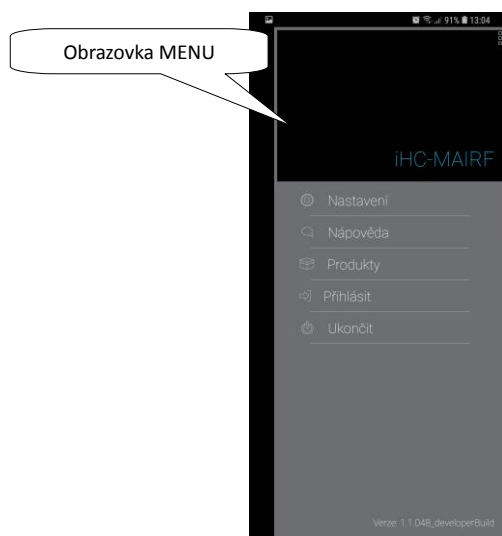 Obrazovka MENU
91% 13:04
iHC-MAIRF
Nastavení
Nápověda
Produkty
Přihlásit
Ukončit
Verze: 1.1.048_developerBuild